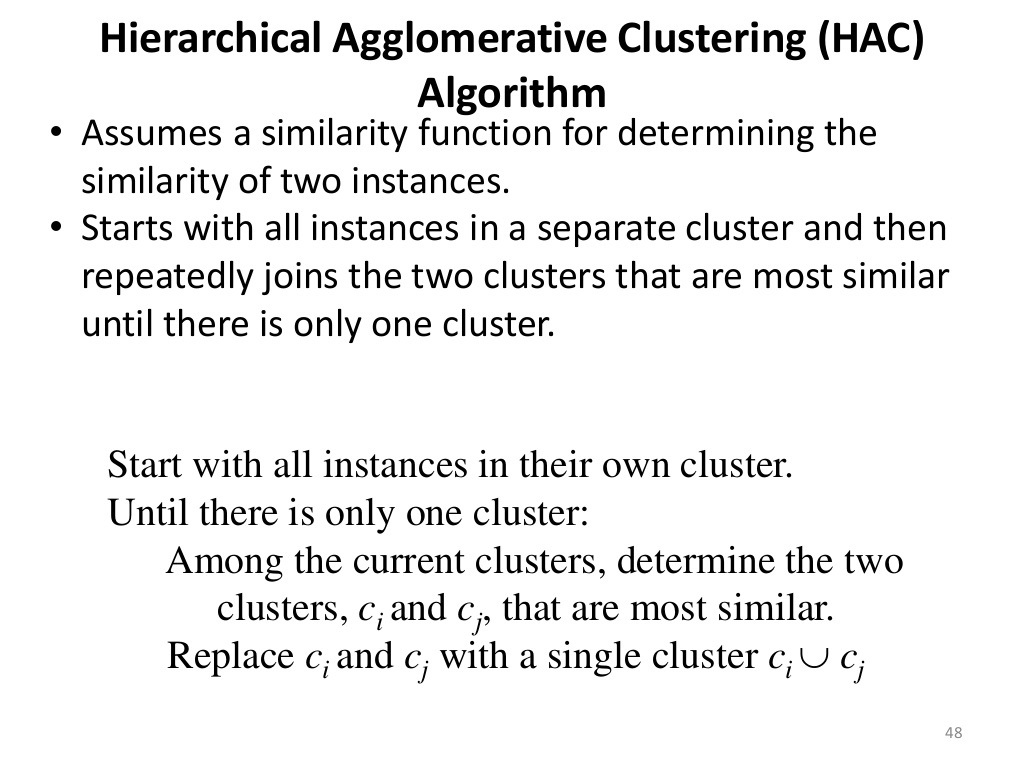 Hierarchical Agglomerative Clustering (HAC)
Algorithm
• Assumes a similarity function for determining the
similarity of two instances.
• Starts with all instances in a separate cluster and then
repeatedly joins the two clusters that are most similar
until there is only one cluster.
Start with all instances in their own cluster.
Until there is only one cluster:
Among the current clusters, determine the two
clusters, cᵢ and cⱼ, that are most similar.
Replace cᵢ and cⱼ with a single cluster cᵢ ∪ cⱼ
48